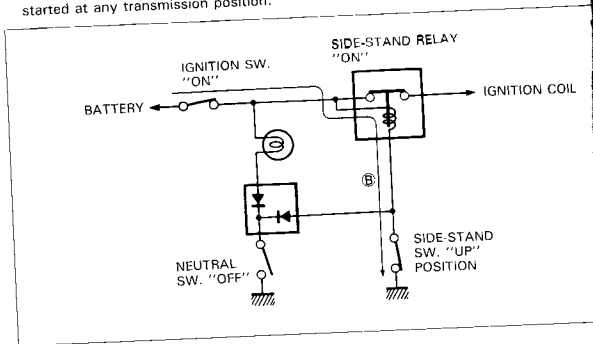 started at any transmission position.
SIDE-STAND RELAY
"ON"
IGNITION SW.
"ON"
BATTERY
IGNITION COIL
Ⓑ
SIDE-STAND
SW. "UP"
POSITION
NEUTRAL
SW. "OFF"